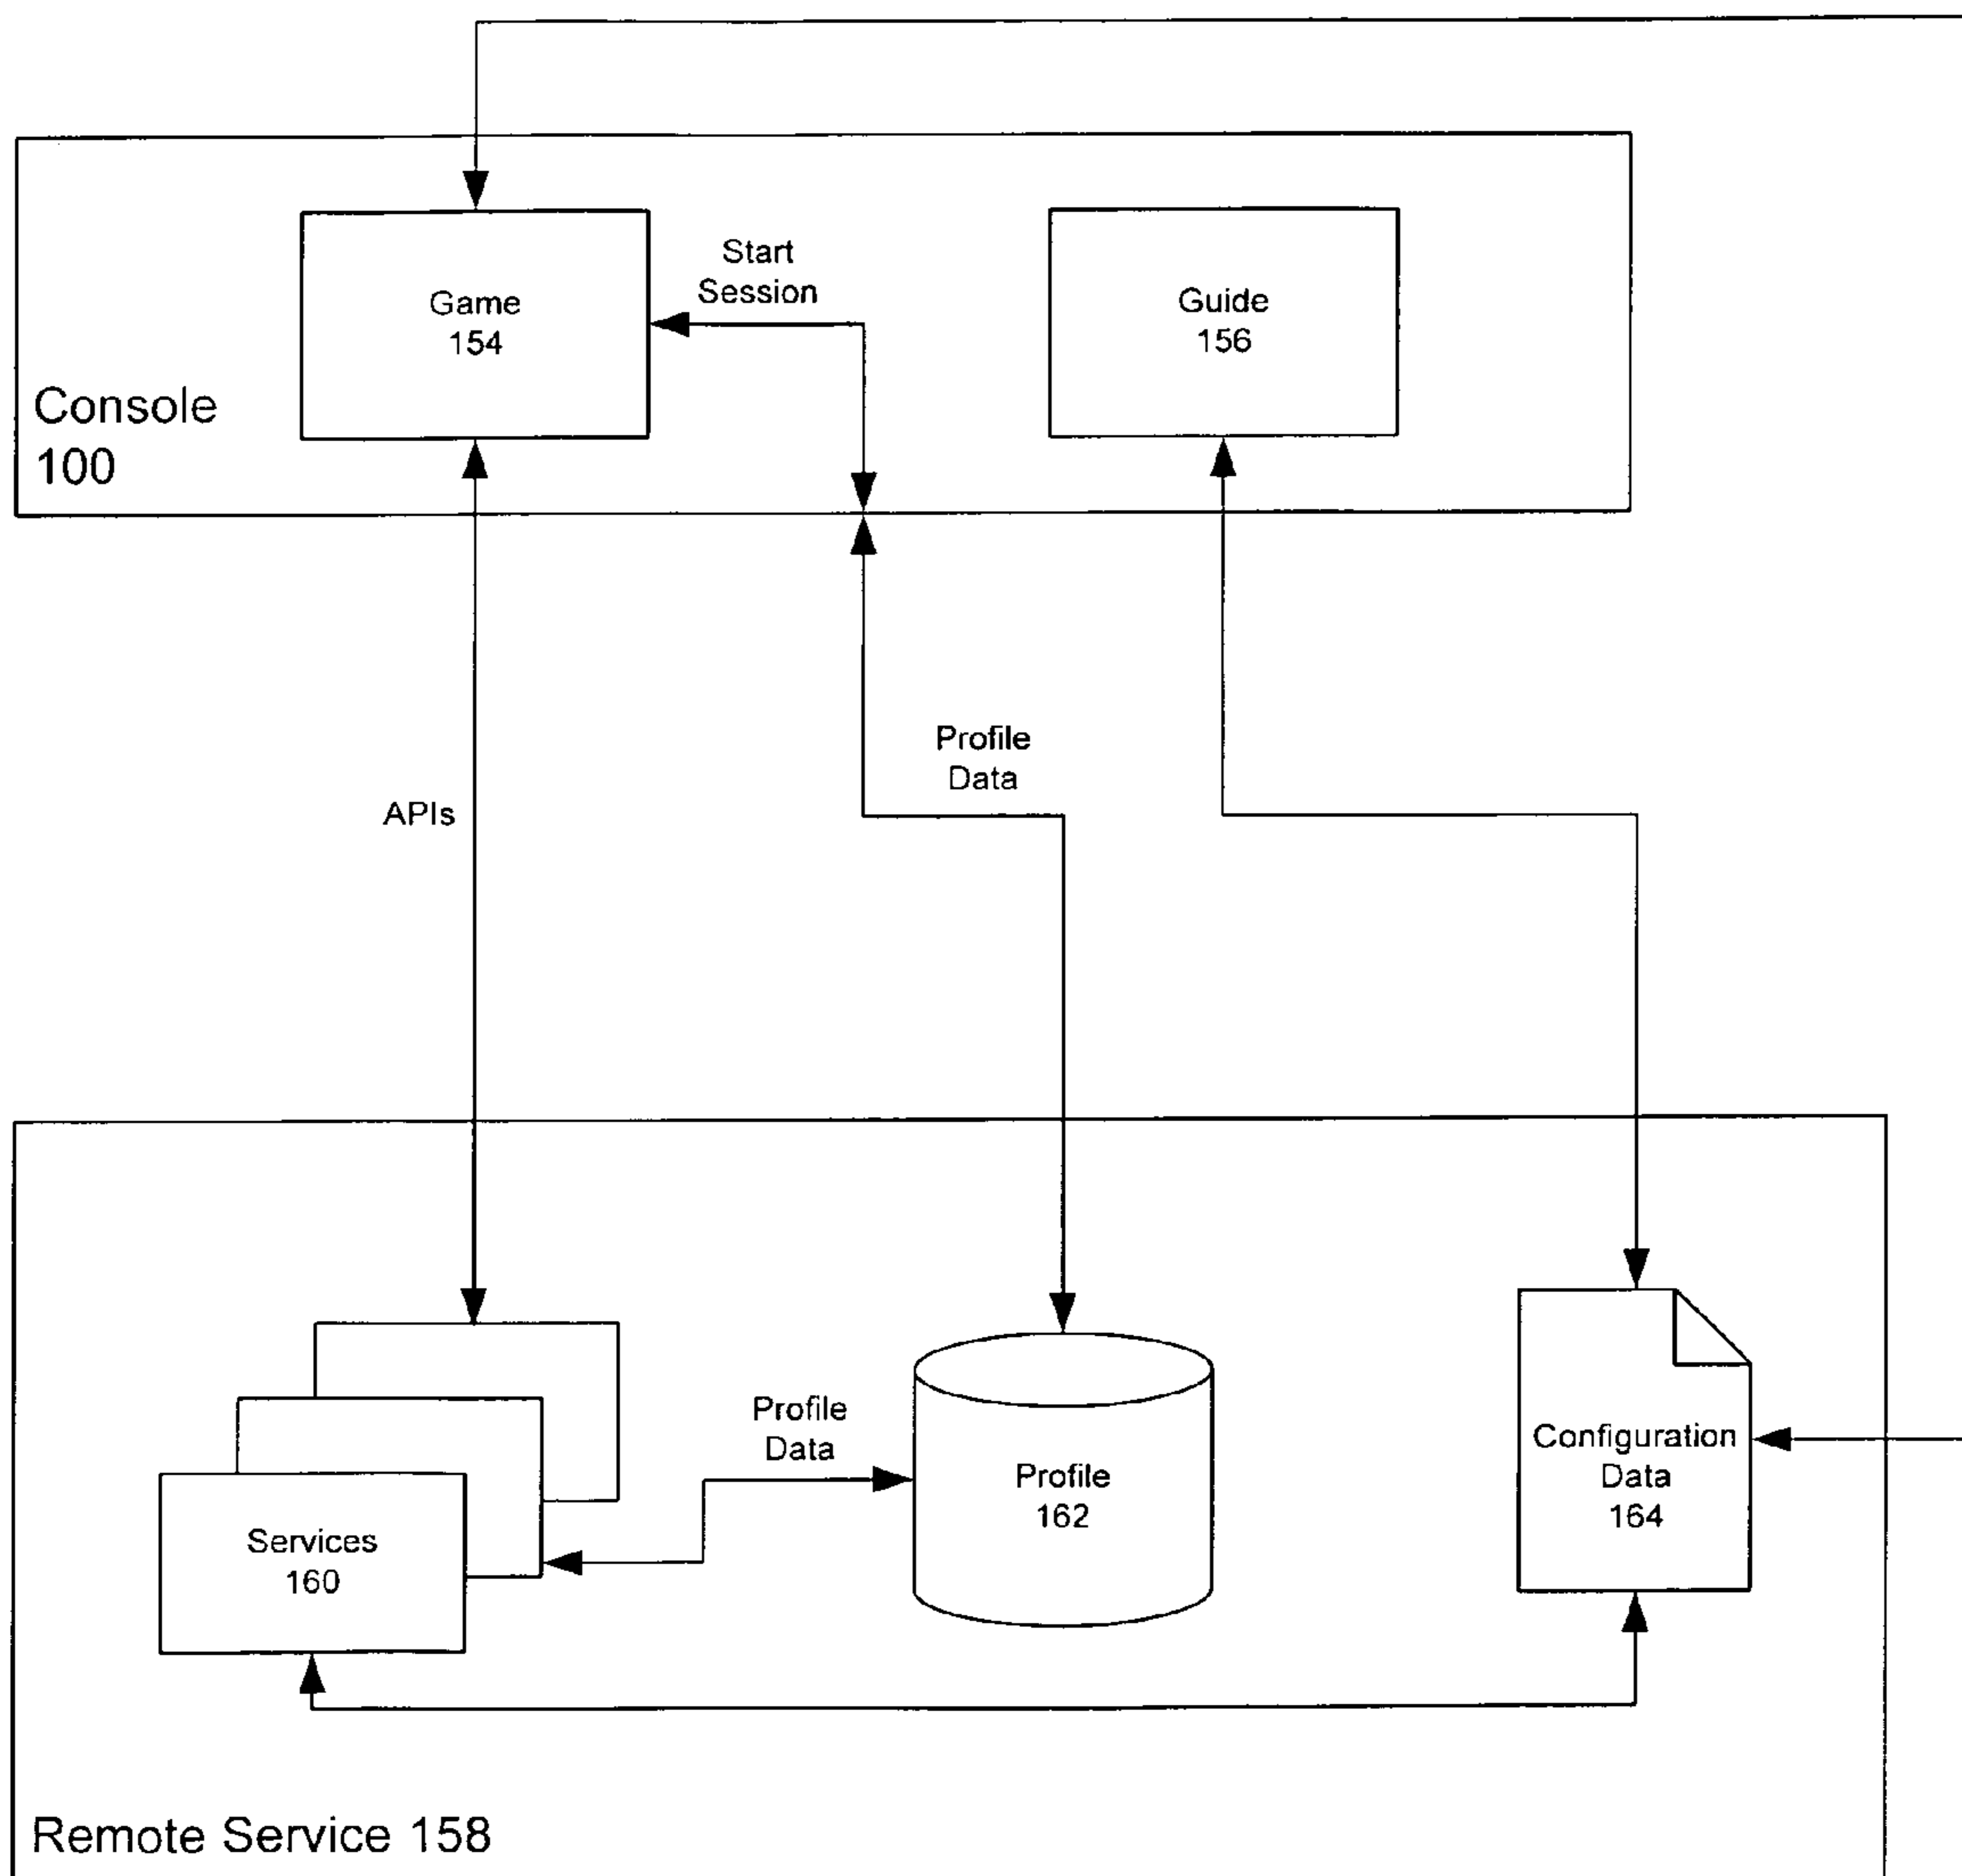 Start
Session
Game
154
Guide
156
Console
100
Profile
Data
APIs
Profile
Data
Configuration
Data
164
Profile
162
Services
160
Remote Service 158